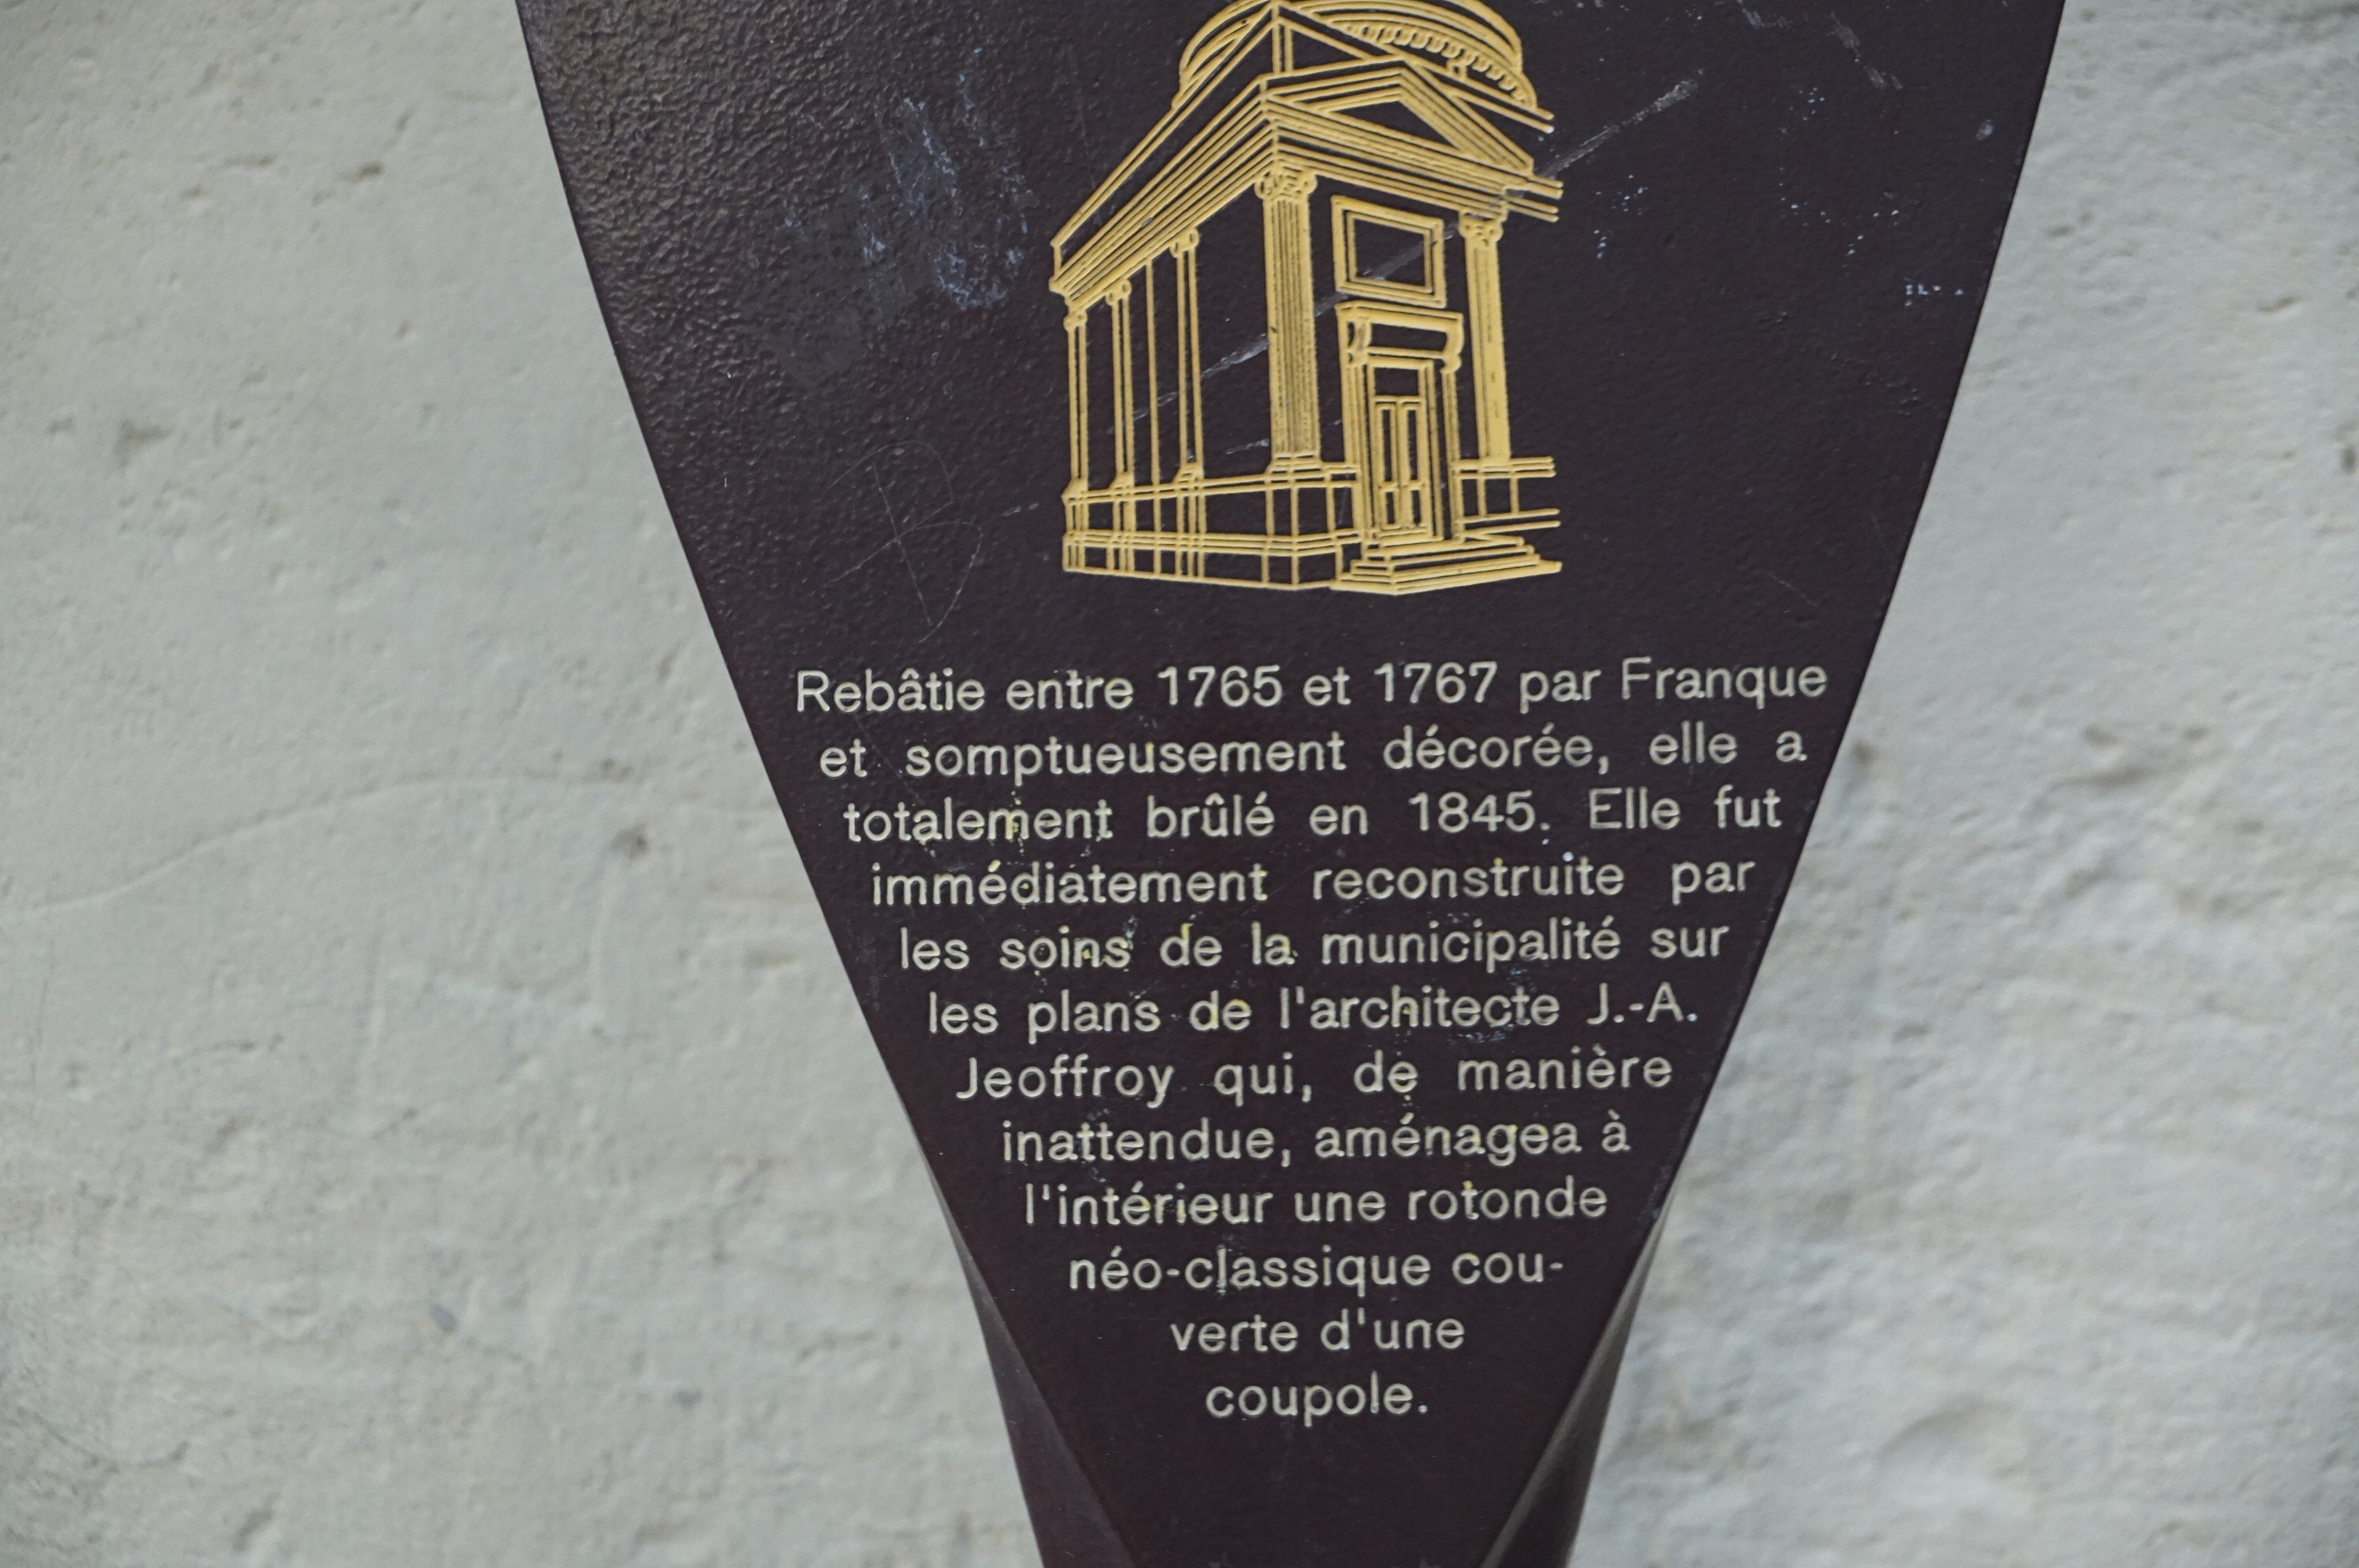 Rebâtie entre 1765 et 1767 par Franque
et somptueusement décorée, elle a
totalement brûlé en 1845. Elle fut
immédiatement reconstruite par
les soins de la municipalité sur
les plans de l'architecte J.-A.
Jeoffroy qui, de manière
inattendue, aménagea à
l'intérieur une rotonde
néo-classique cou-
verte d'une
coupole.